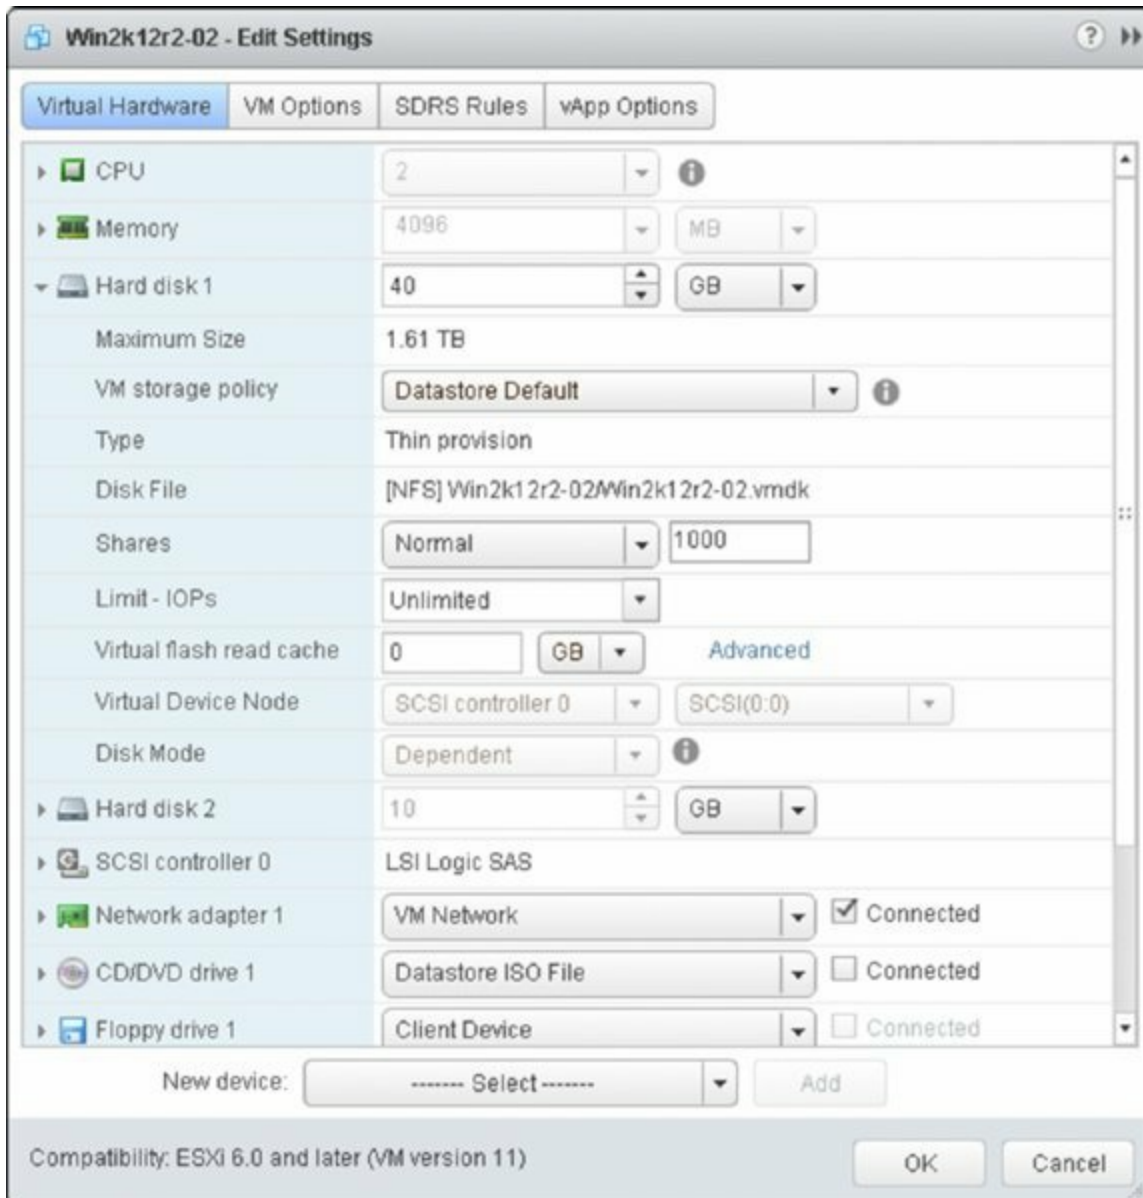 Win2k12r2-02 - Edit Settings ?
Virtual Hardware VM Options SDRS Rules vApp Options
CPU 2
Memory 4096 MB
Hard disk 1 40 GB
Maximum Size 1.61 TB
VM storage policy Datastore Default
Type Thin provision
Disk File [NFS] Win2k12r2-02/Win2k12r2-02.vmdk
Shares Normal 1000
Limit - IOPs Unlimited
Virtual flash read cache 0 GB Advanced
Virtual Device Node SCSI controller 0 SCSI(0:0)
Disk Mode Dependent
Hard disk 2 10 GB
SCSI controller 0 LSI Logic SAS
Network adapter 1 VM Network Connected
CD/DVD drive 1 Datastore ISO File Connected
Floppy drive 1 Client Device Connected
New device: ------- Select ------- Add
Compatibility: ESXi 6.0 and later (VM version 11) OK Cancel